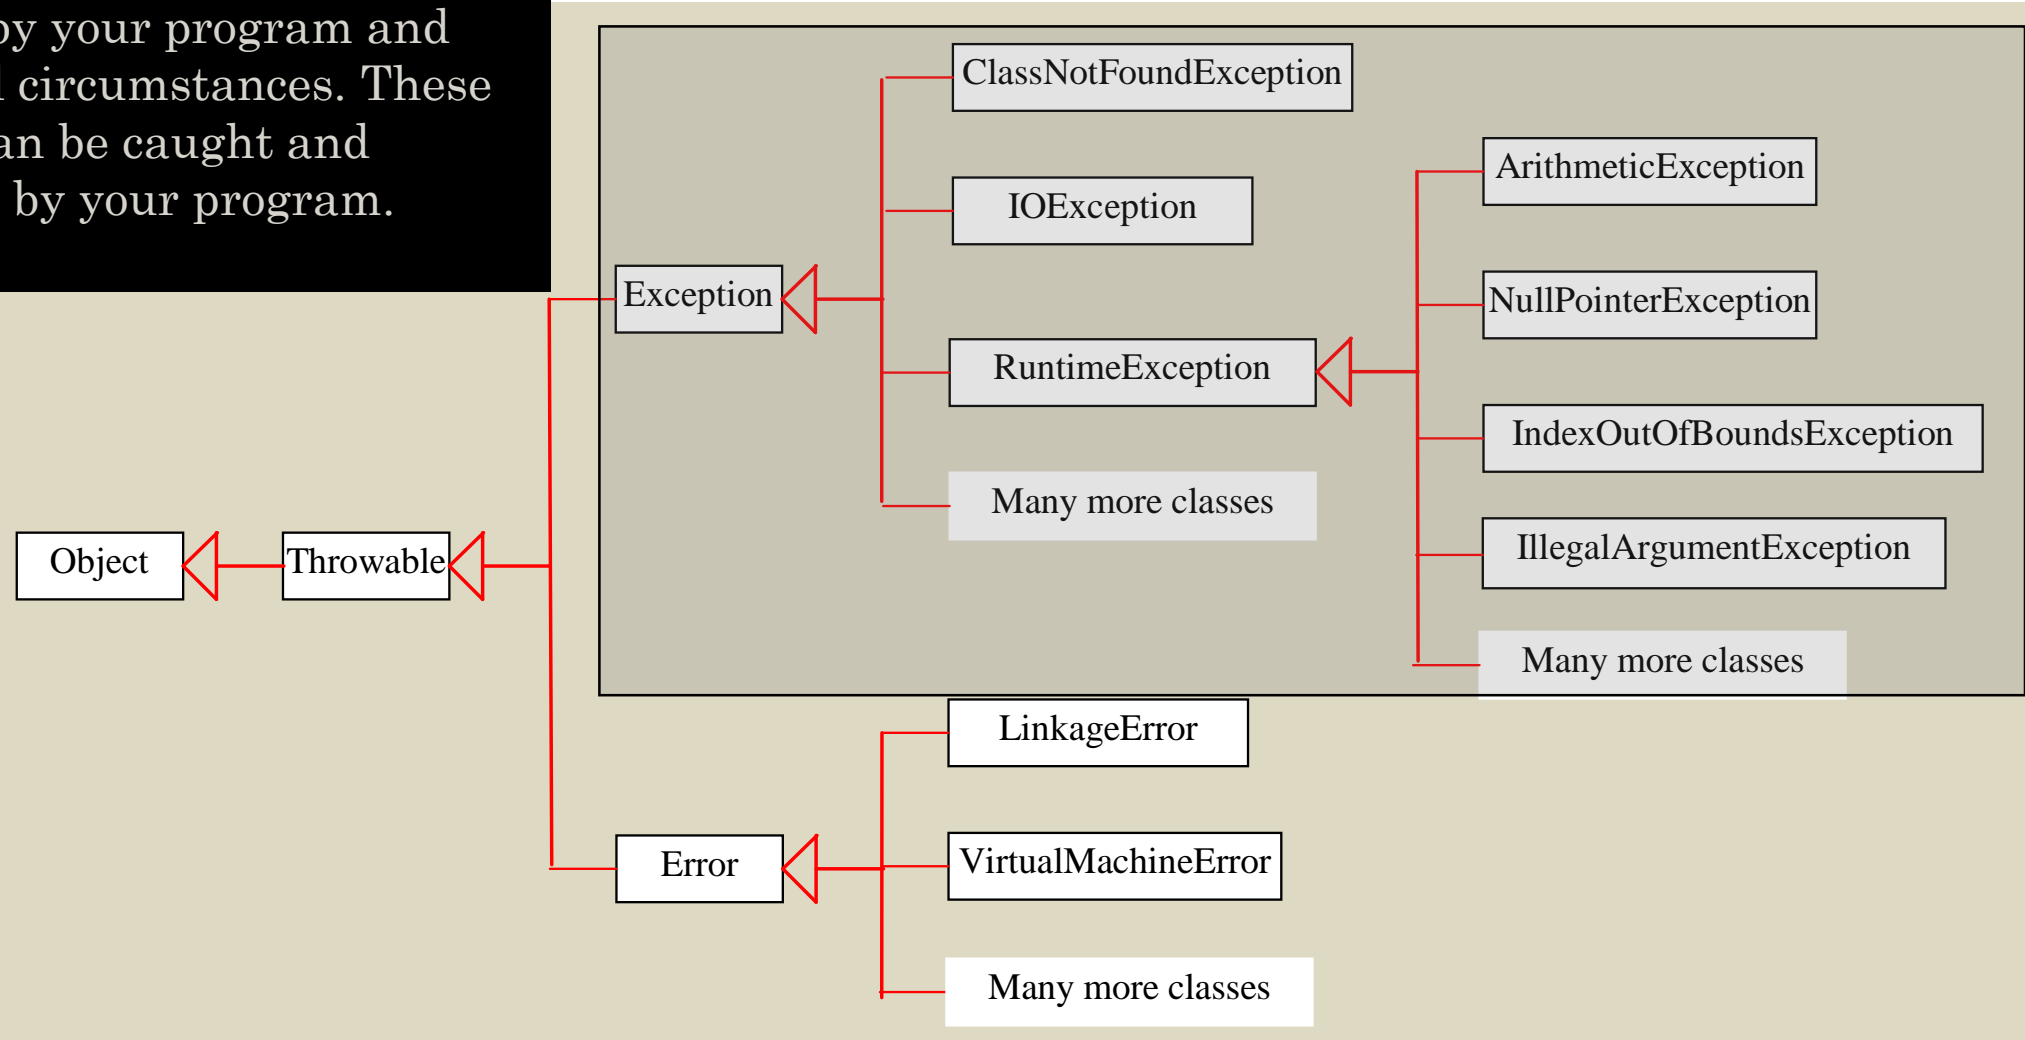 by your program and
circumstances. These
an be caught and
by your program.
ClassNotFoundException
ArithmeticException
IOException
NullPointerException
Exception
RuntimeException
IndexOutOfBoundsException
Many more classes
IllegalArgumentException
Object
Throwable
Many more classes
LinkageError
VirtualMachineError
Error
Many more classes